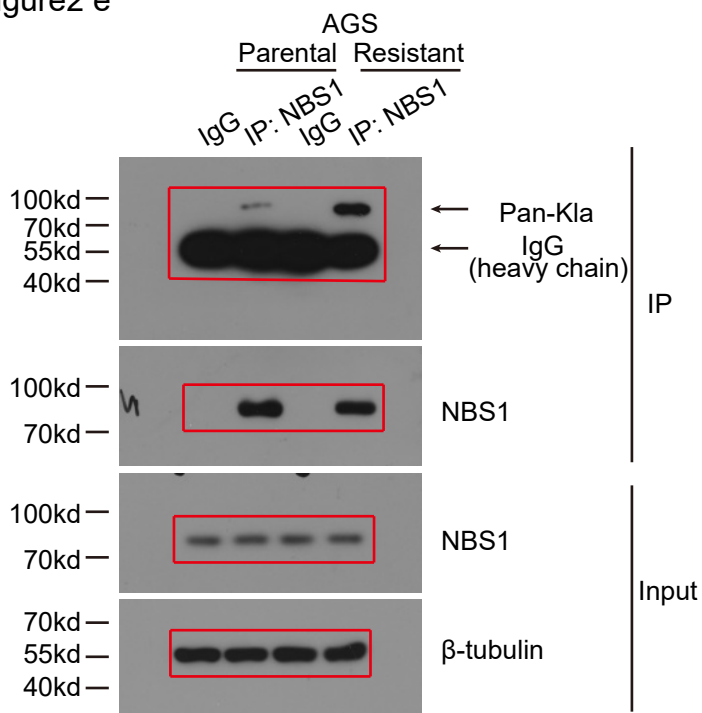 AGS
Parental Resistant
IgG IP: NBS1 IgG IP: NBS1
100kd
70kd
55kd
40kd
Pan-Kla
IgG
(heavy chain)
IP
100kd
70kd
NBS1
100kd
70kd
NBS1
Input
70kd
55kd
40kd
β-tubulin